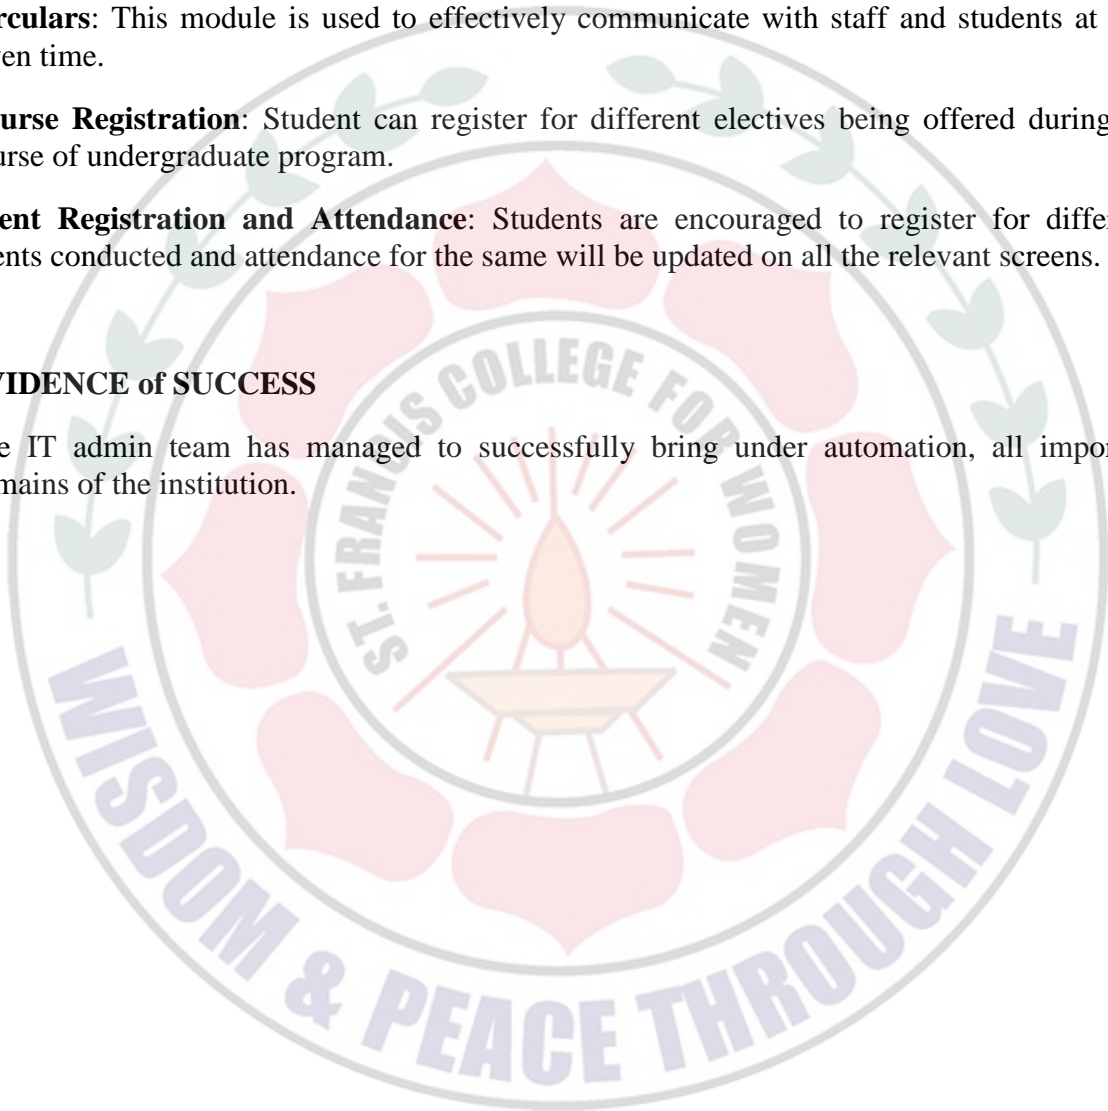 rculars: This module is used to effectively communicate with staff and students at
en time.
urse Registration: Student can register for different electives being offered during
urse of undergraduate program.
ent Registration and Attendance: Students are encouraged to register for differ
ents conducted and attendance for the same will be updated on all the relevant screens.
VIDENCE of SUCCESS
e IT admin team has managed to successfully bring under automation, all impor
mains of the institution.
ST. FRANCIS COLLEGE FOR WOMEN
WISDOM & PEACE THROUGH LOVE